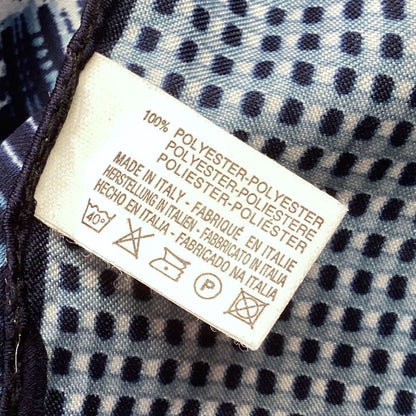 100% POLYESTER-POLYESTER
POLYESTER-POLIESTERE
POLIESTER-POLIESTER
MADE IN ITALY - FABRIQUÉ EN ITALIE
HERSTELLUNG IN ITALIEN - FABBRICATO IN ITALIA
HECHO EN ITALIA - FABRICADO NA ITALIA
40° P